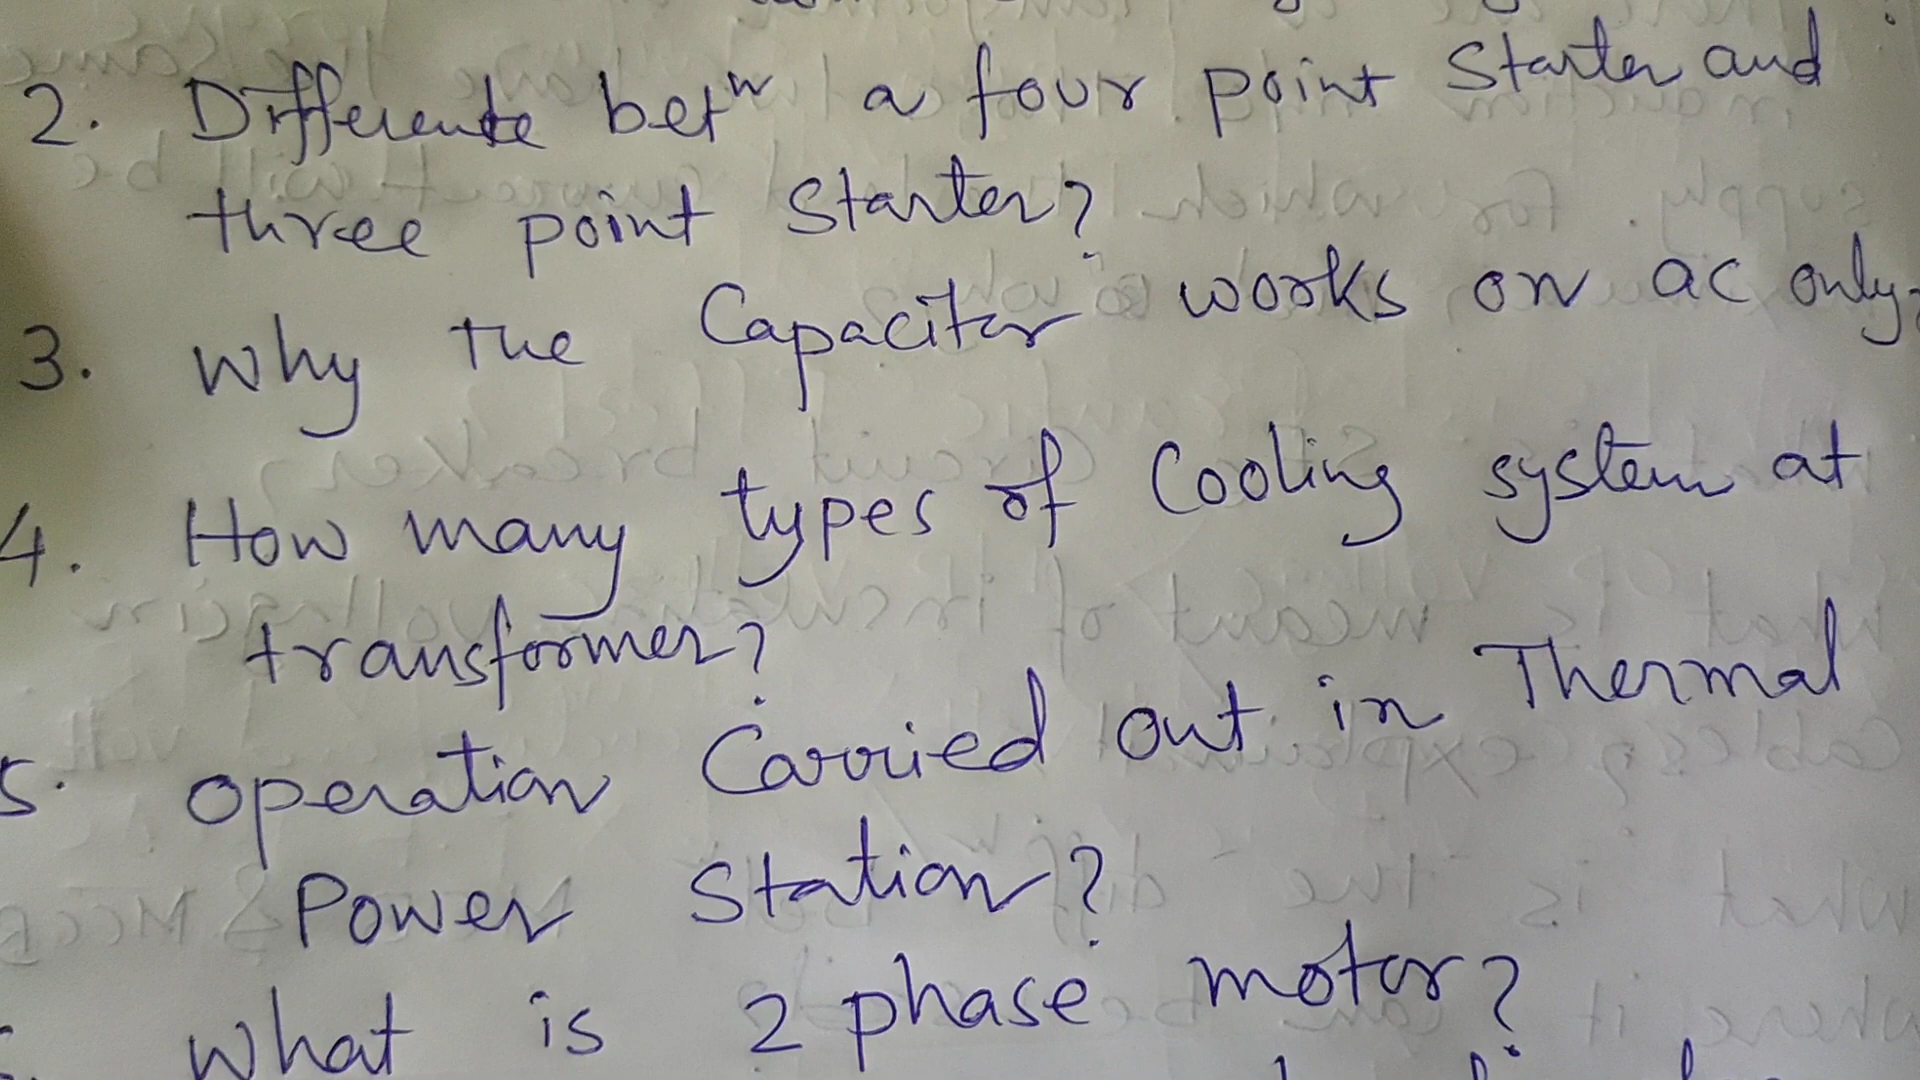 2. Differente betw a four point Starter and
three point Starter?
3. Why the Capacitor works on ac only?
4. How many types of Cooling system at
transformer?
5. Operation Carried out in Thermal
Power Station?
What is 2 phase motor?